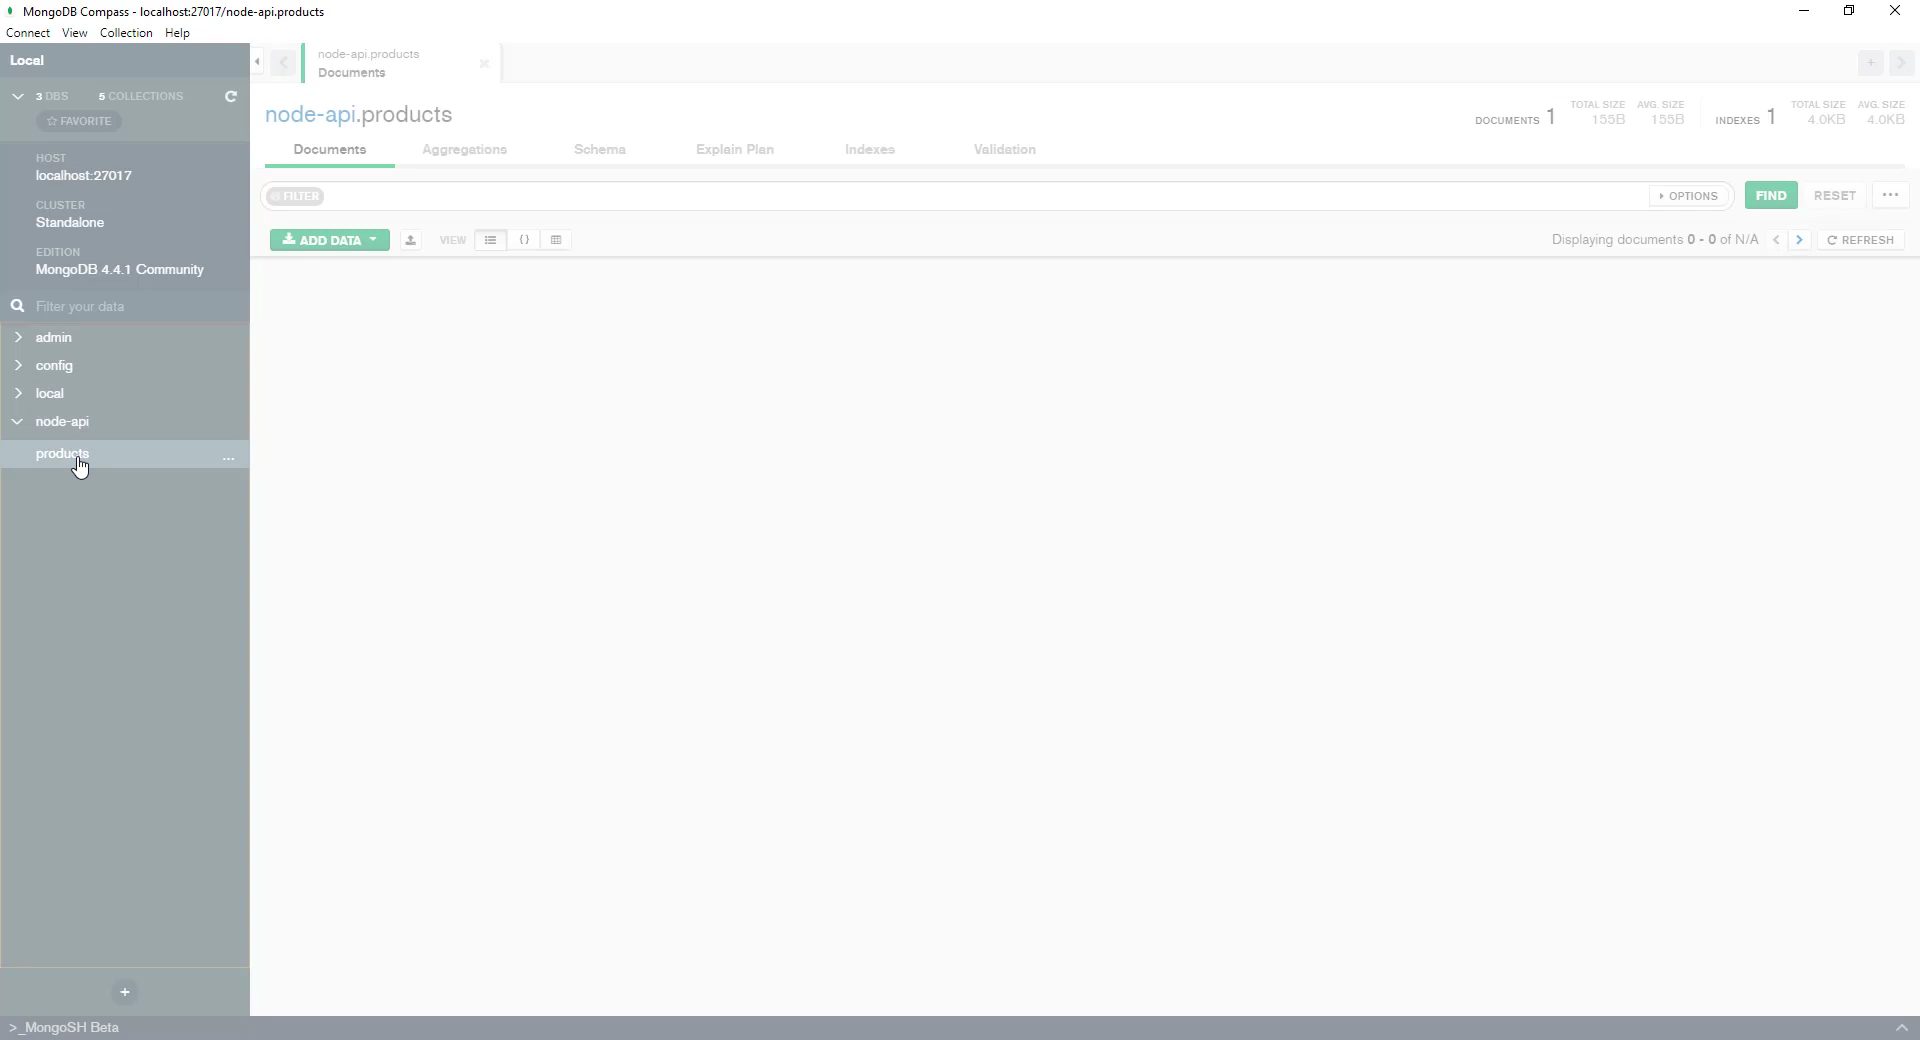 MongoDB Compass - localhost:27017/node-api.products
Connect View Collection Help
Local
3 DBS 5 COLLECTIONS
FAVORITE
HOST
localhost:27017
CLUSTER
Standalone
EDITION
MongoDB 4.4.1 Community
Filter your data
admin
config
local
node-api
products
...
>_MongoSH Beta
node-api.products
Documents
node-api.products
DOCUMENTS 1 TOTAL SIZE 155B AVG. SIZE 155B INDEXES 1 TOTAL SIZE 4.0KB AVG. SIZE 4.0KB
Documents Aggregations Schema Explain Plan Indexes Validation
FILTER OPTIONS FIND RESET ...
ADD DATA VIEW {} Displaying documents 0 - 0 of N/A < > REFRESH